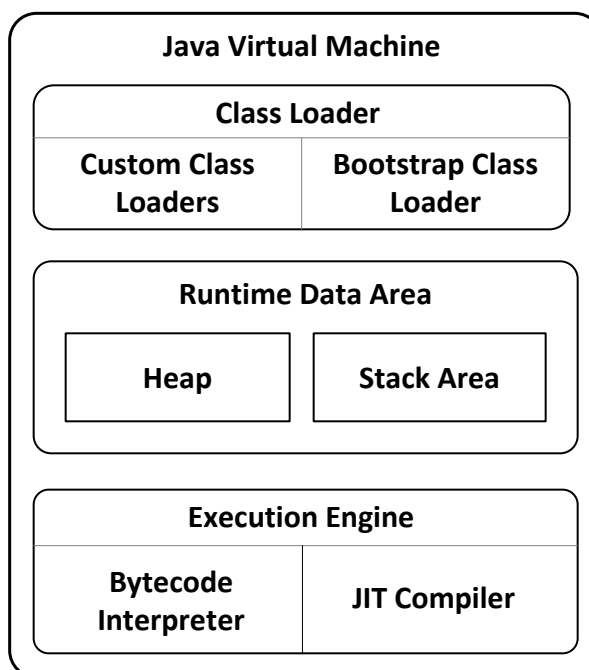 Java Virtual Machine
Class Loader
Custom Class
Loaders
Bootstrap Class
Loader
Runtime Data Area
Heap
Stack Area
Execution Engine
Bytecode
Interpreter
JIT Compiler